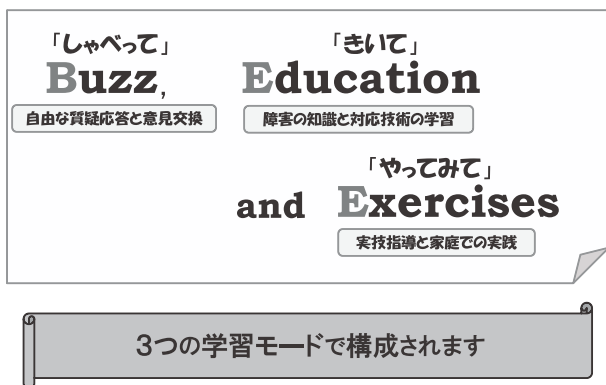 「しゃべって」 「きいて」
Buzz, Education
自由な質疑応答と意見交換 障害の知識と対応技術の学習
「やってみて」
and Exercises
実技指導と家庭での実践
3つの学習モードで構成されます